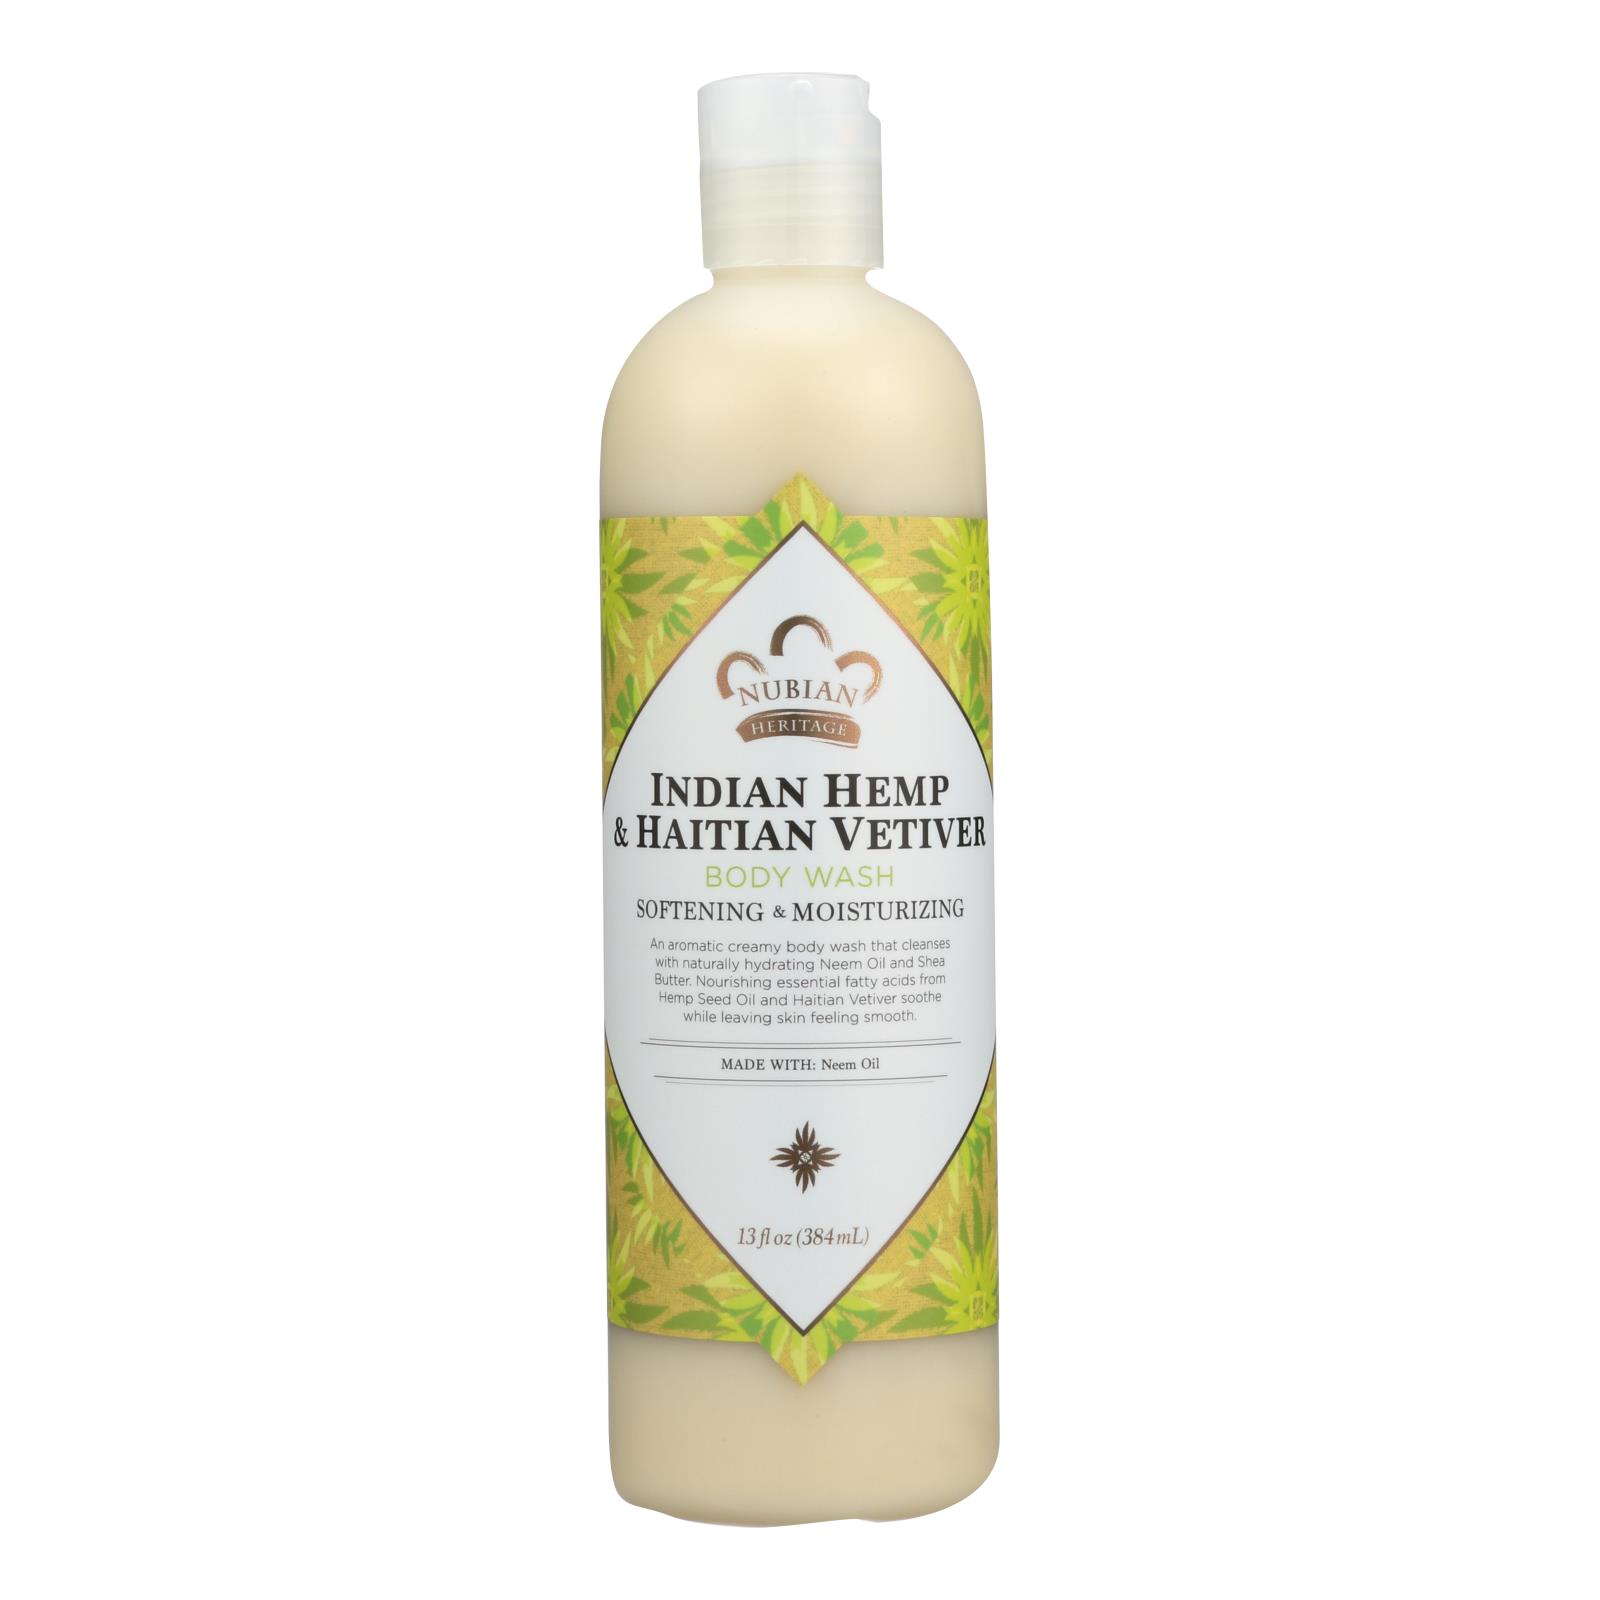 NUBIAN
HERITAGE
INDIAN HEMP
& HAITIAN VETIVER
BODY WASH
SOFTENING & MOISTURIZING
An aromatic creamy body wash that cleanses
with naturally hydrating Neem Oil and Shea
Butter. Nourishing essential fatty acids from
Hemp Seed Oil and Haitian Vetiver soothe
while leaving skin feeling smooth.
MADE WITH: Neem Oil
13 fl oz (384 mL)